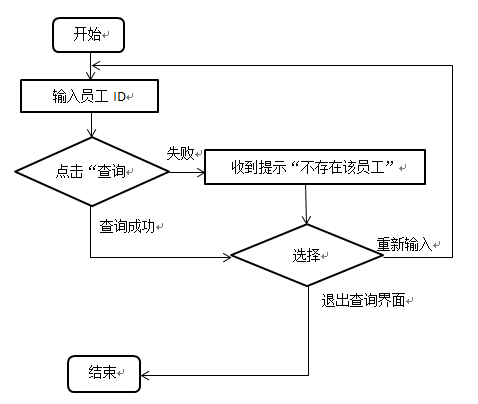 开始
输入员工 ID
点击“查询
失败
收到提示“不存在该员工”
查询成功
选择
重新输入
退出查询界面
结束